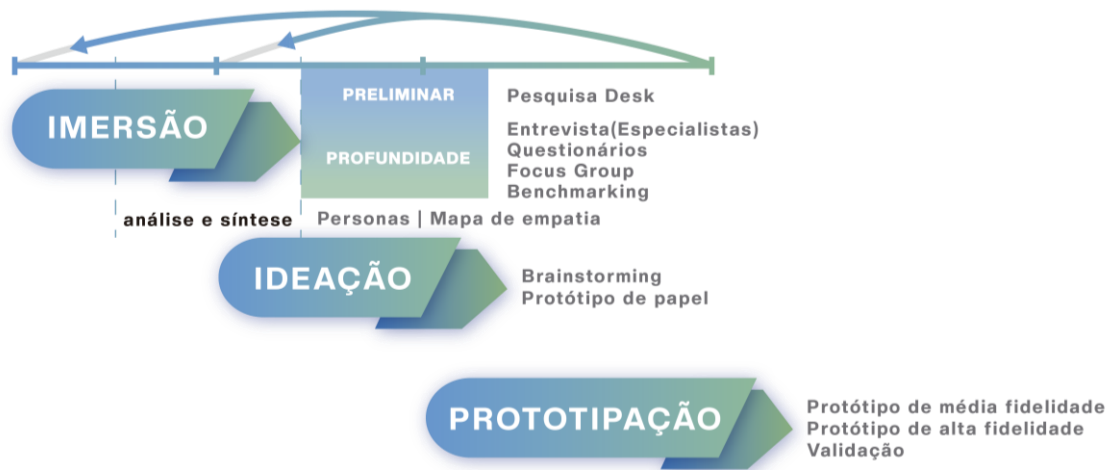 IMERSÃO
PRELIMINAR
Pesquisa Desk
PROFUNDIDADE
Entrevista(Especialistas)
Questionários
Focus Group
Benchmarking
análise e síntese
Personas | Mapa de empatia
IDEAÇÃO
Brainstorming
Protótipo de papel
PROTOTIPAÇÃO
Protótipo de média fidelidade
Protótipo de alta fidelidade
Validação